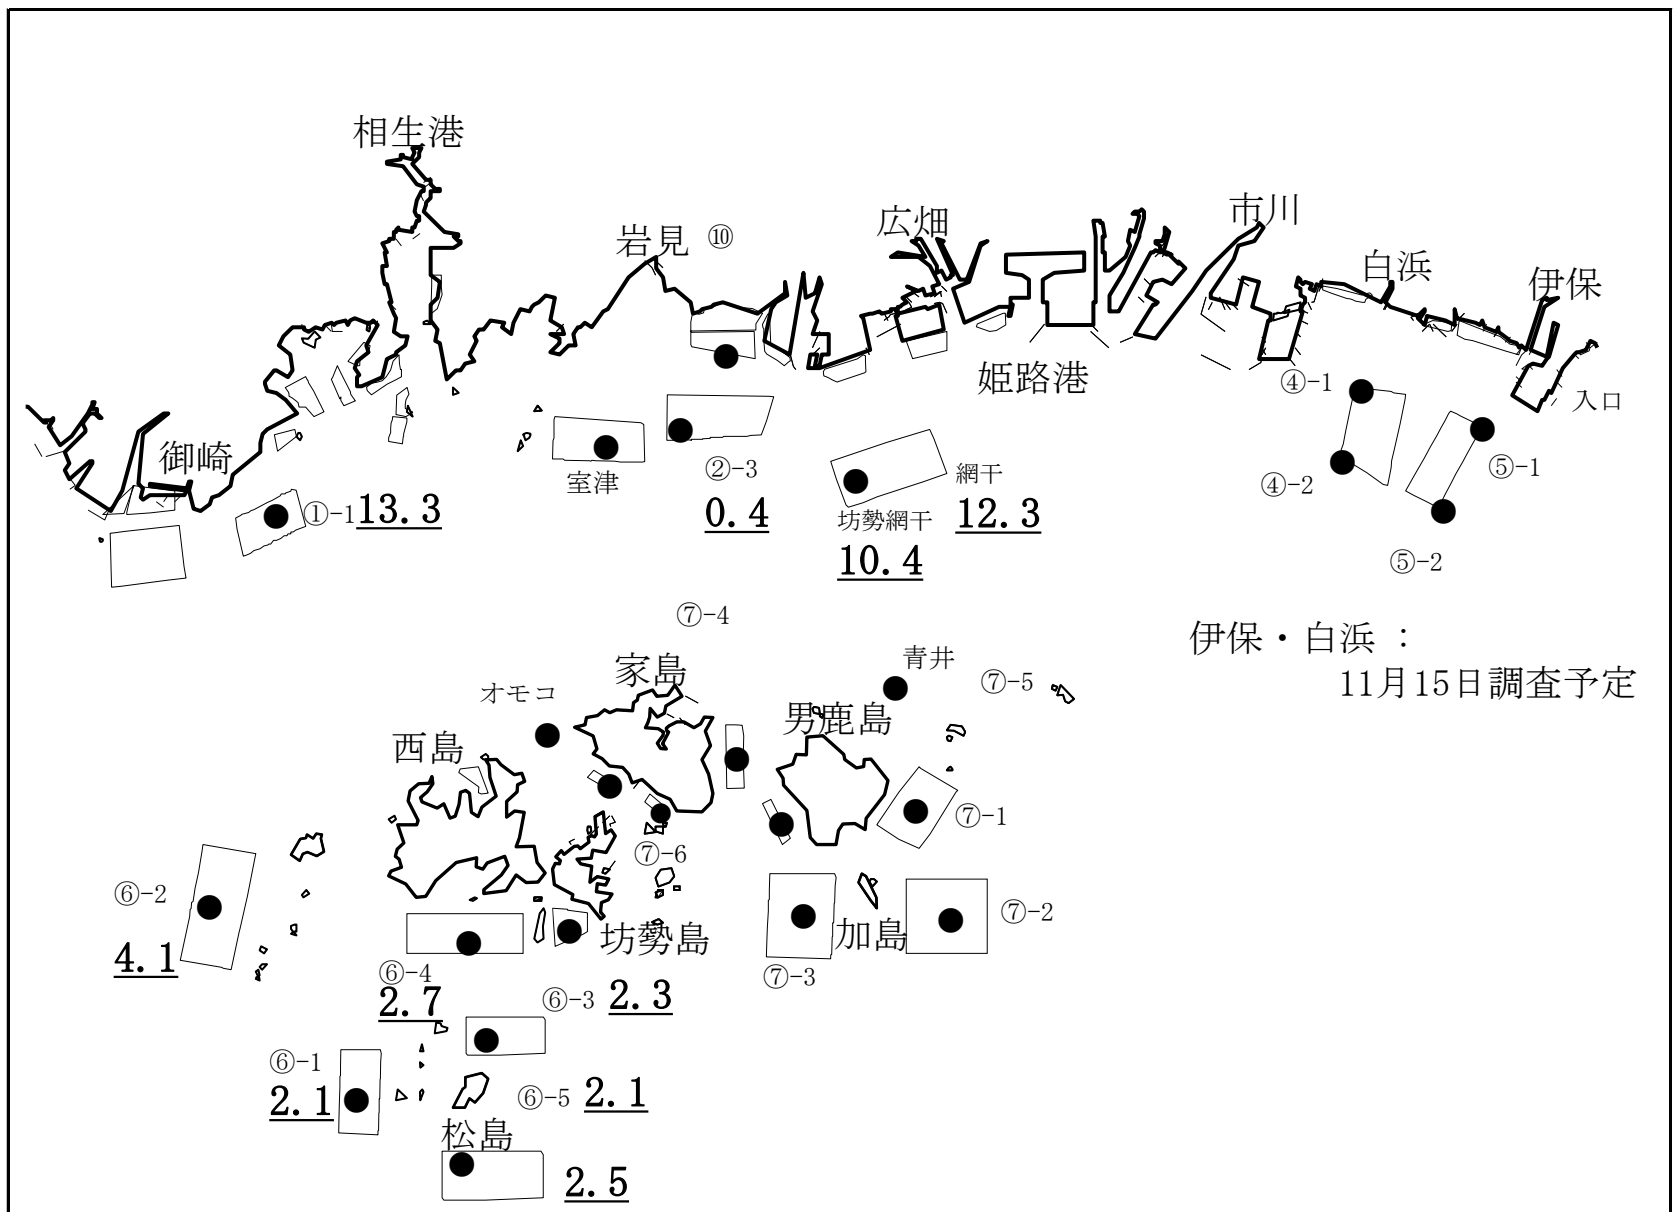 相生港
市川
広畑
岩見 ⑩
白浜
伊保
姫路港
④-1
入口
御崎
②-3
⑤-1
網干
室津
④-2
①-1 13.3
0.4
坊勢網干
12.3
10.4
⑤-2
⑦-4
伊保・白浜 :
11月15日調査予定
家島
青井
⑦-5
オモコ
男鹿島
西島
⑦-1
⑦-6
⑥-2
⑦-2
加島
坊勢島
4.1
⑥-4
⑦-3
2.7
⑥-3 2.3
⑥-1
2.1
⑥-5 2.1
松島
2.5